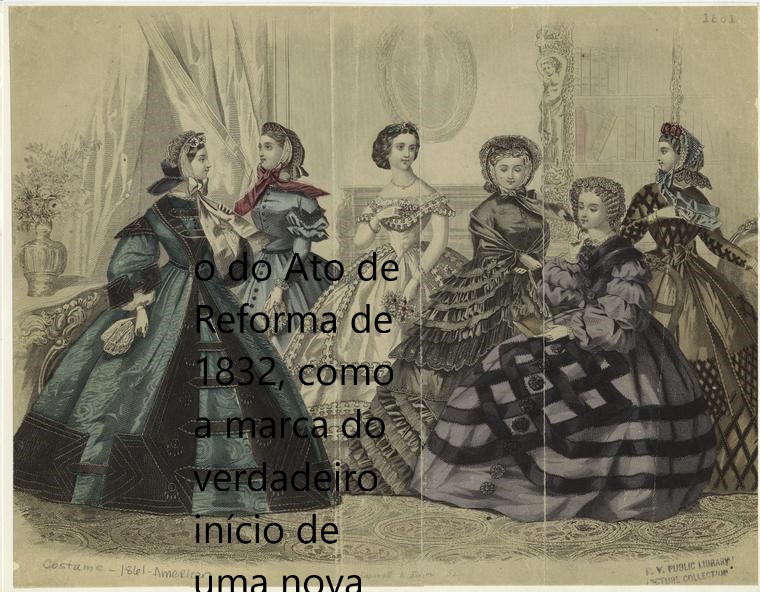 1861
o do Ato de
Reforma de
1832, como
a marca do
verdadeiro
início de
uma nova
Costume - 1861 - American
N. Y. PUBLIC LIBRARY
PICTURE COLLECTION